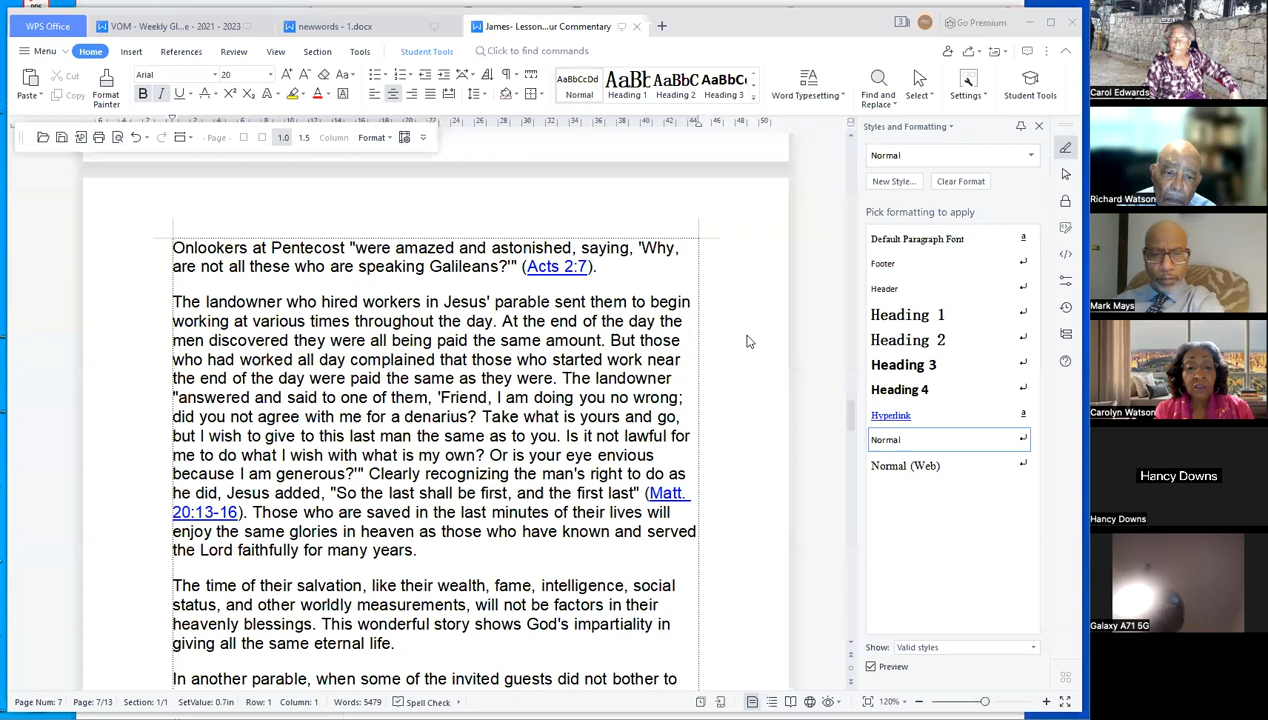 WPS Office
VOM - Weekly Gl...e - 2021 - 2023
newwords - 1.docx
James- Lesson...ur Commentary
Go Premium
Menu
Home
Insert
References
Review
View
Section
Tools
Student Tools
Click to find commands
Paste
Cut
Copy
Format
Painter
Arial
20
AaBbCcDd
Normal
AaBb
Heading 1
AaBbC
Heading 2
AaBbC
Heading 3
Word Typesetting
Find and
Replace
Select
Settings
Student Tools
- Page -
1.0
1.5
Column
Format
22 24 26 28 30 32 34 36 38 40 42 44 46 48 50
Onlookers at Pentecost "were amazed and astonished, saying, 'Why,
are not all these who are speaking Galileans?'" (Acts 2:7).
The landowner who hired workers in Jesus' parable sent them to begin
working at various times throughout the day. At the end of the day the
men discovered they were all being paid the same amount. But those
who had worked all day complained that those who started work near
the end of the day were paid the same as they were. The landowner
"answered and said to one of them, 'Friend, I am doing you no wrong;
did you not agree with me for a denarius? Take what is yours and go,
but I wish to give to this last man the same as to you. Is it not lawful for
me to do what I wish with what is my own? Or is your eye envious
because I am generous?'" Clearly recognizing the man's right to do as
he did, Jesus added, "So the last shall be first, and the first last" (Matt.
20:13-16). Those who are saved in the last minutes of their lives will
enjoy the same glories in heaven as those who have known and served
the Lord faithfully for many years.
The time of their salvation, like their wealth, fame, intelligence, social
status, and other worldly measurements, will not be factors in their
heavenly blessings. This wonderful story shows God's impartiality in
giving all the same eternal life.
In another parable, when some of the invited guests did not bother to
Styles and Formatting
Normal
New Style...
Clear Format
Pick formatting to apply
Default Paragraph Font
Footer
Header
Heading 1
Heading 2
Heading 3
Heading 4
Hyperlink
Normal
Normal (Web)
Show:
Valid styles
Preview
Page Num: 7
Page: 7/13
Section: 1/1
SetValue: 0.7in
Row: 1
Column: 1
Words: 5479
Spell Check
120%
Carol Edwards
Richard Watson
Mark Mays
Carolyn Watson
Hancy Downs
Hancy Downs
Galaxy A71 5G